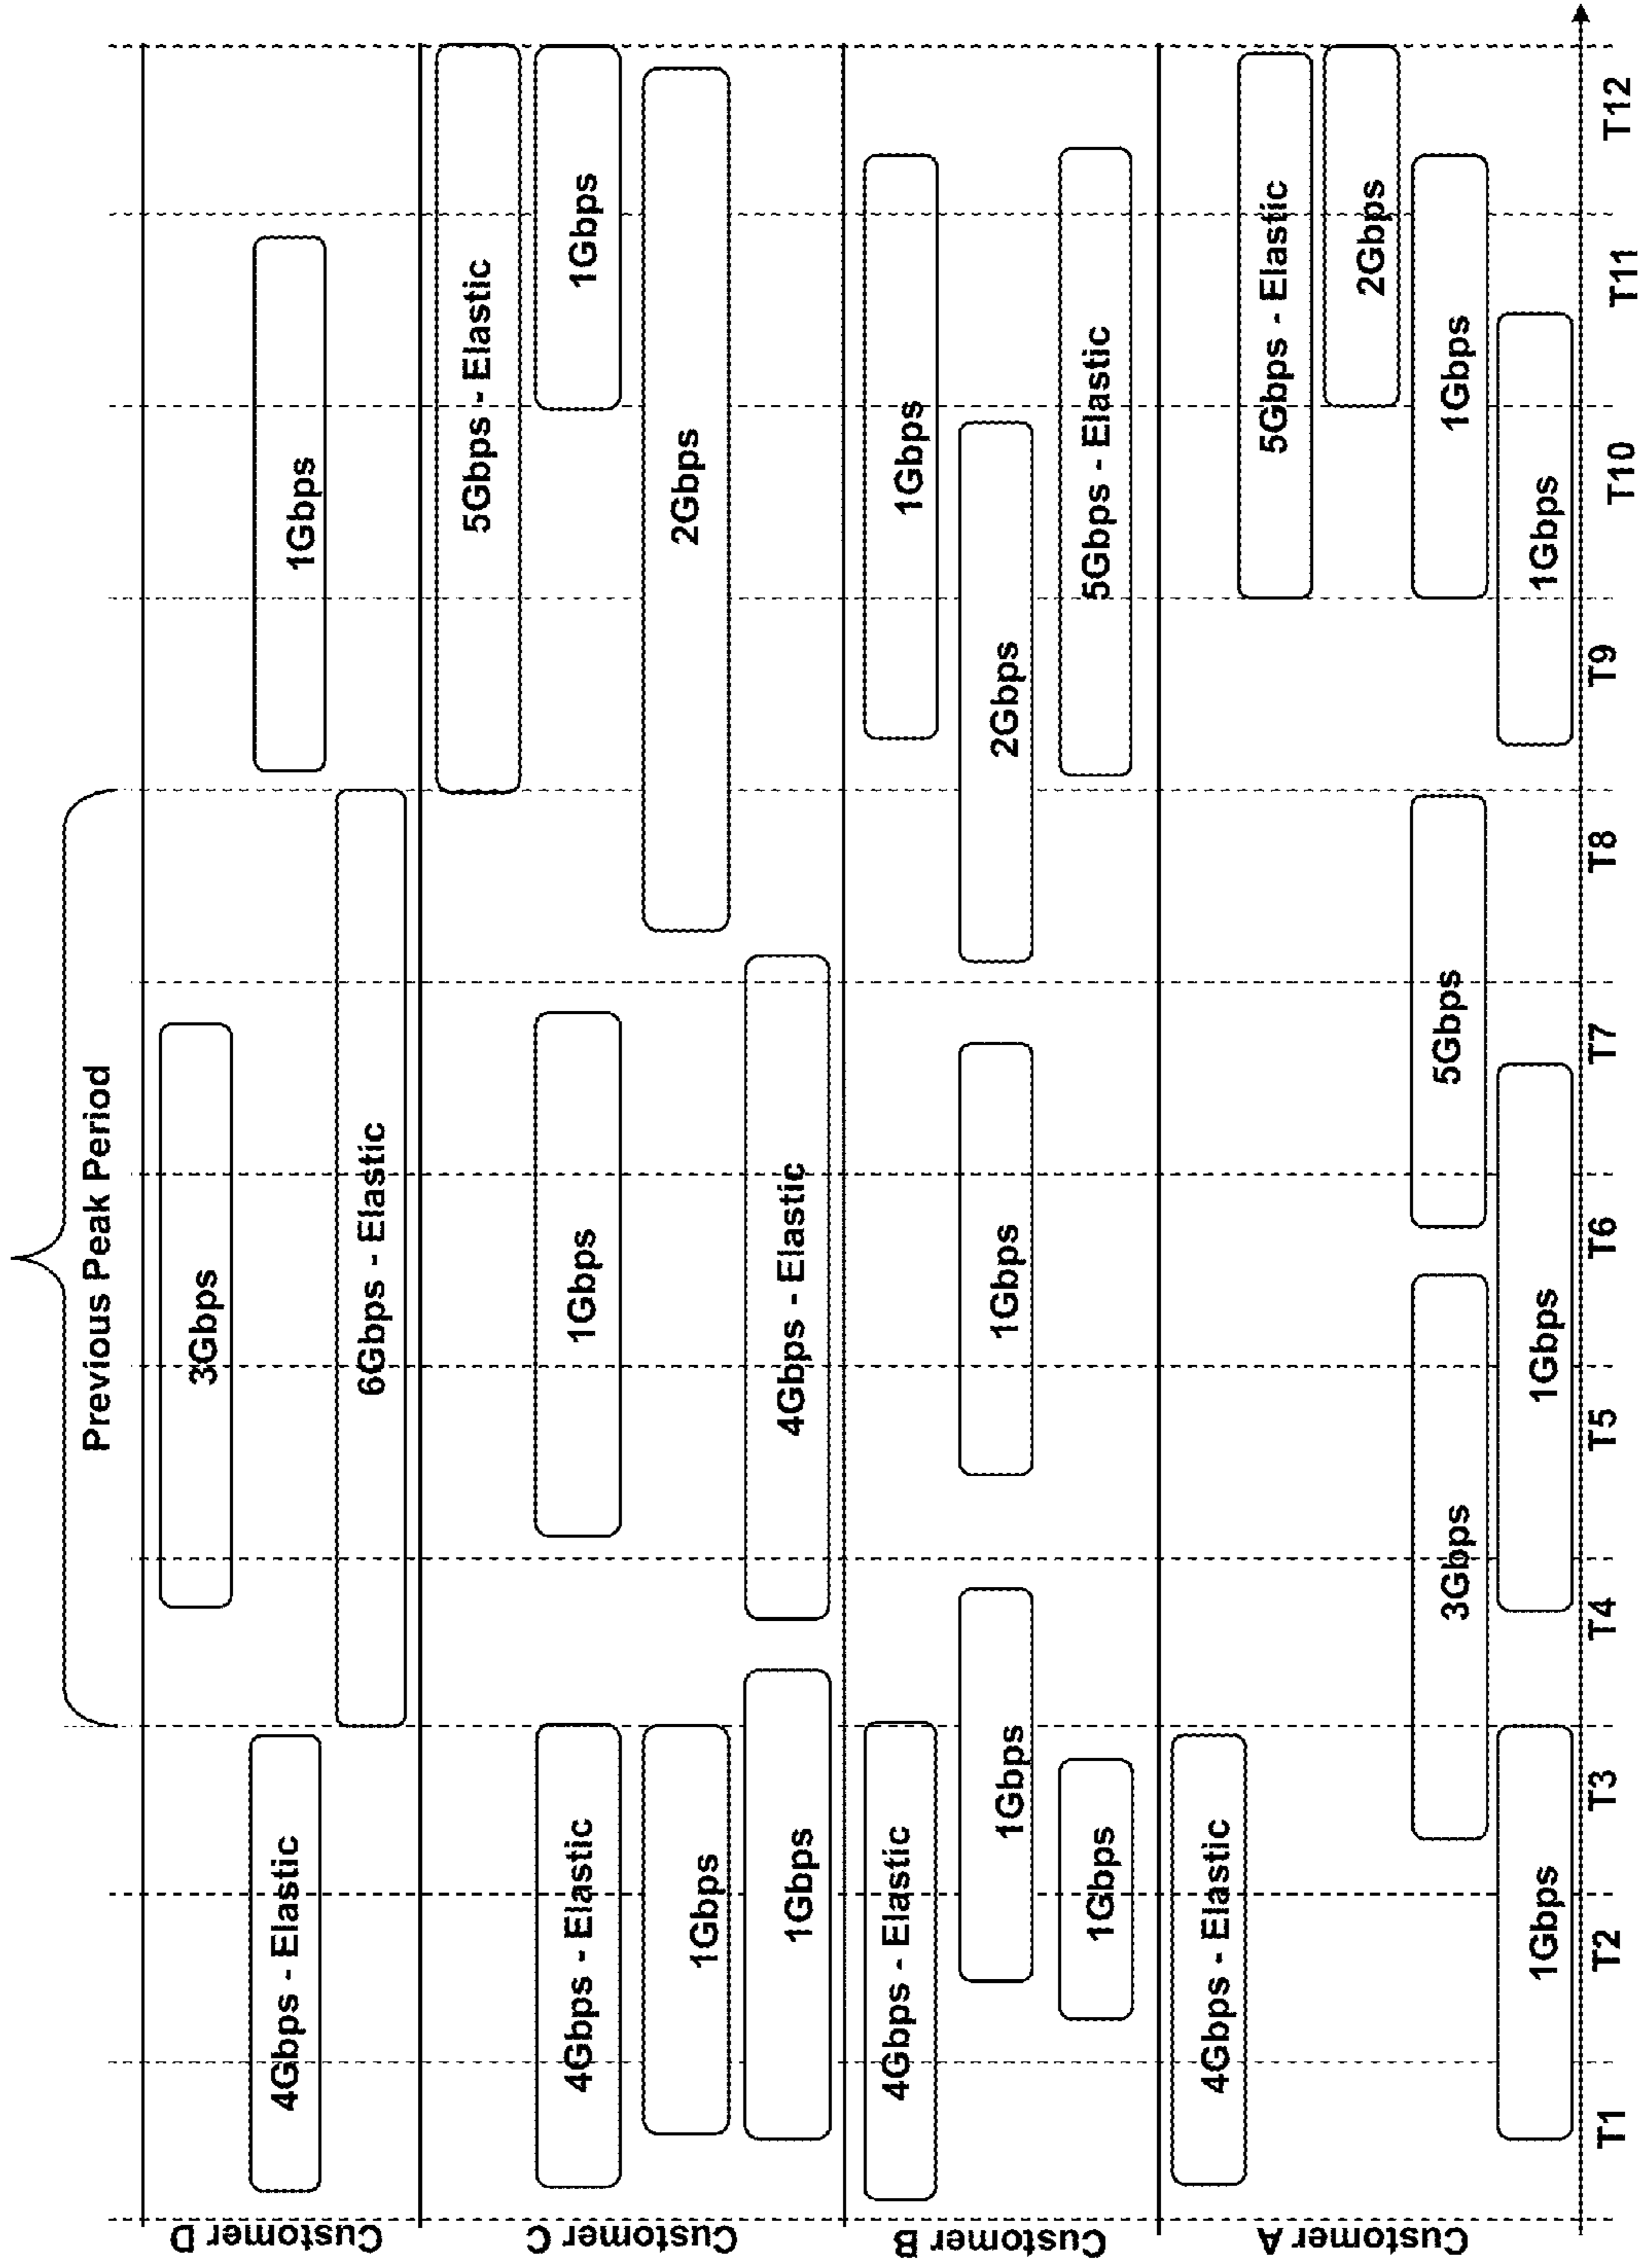 Previous Peak Period
Customer D
3Gbps
4Gbps - Elastic
1Gbps
6Gbps - Elastic
Customer C
5Gbps - Elastic
4Gbps - Elastic
1Gbps
1Gbps
1Gbps
2Gbps
1Gbps
4Gbps - Elastic
Customer B
4Gbps - Elastic
1Gbps
1Gbps
1Gbps
2Gbps
1Gbps
5Gbps - Elastic
Customer A
4Gbps - Elastic
5Gbps - Elastic
2Gbps
3Gbps
5Gbps
1Gbps
1Gbps
1Gbps
1Gbps
T1 T2 T3 T4 T5 T6 T7 T8 T9 T10 T11 T12